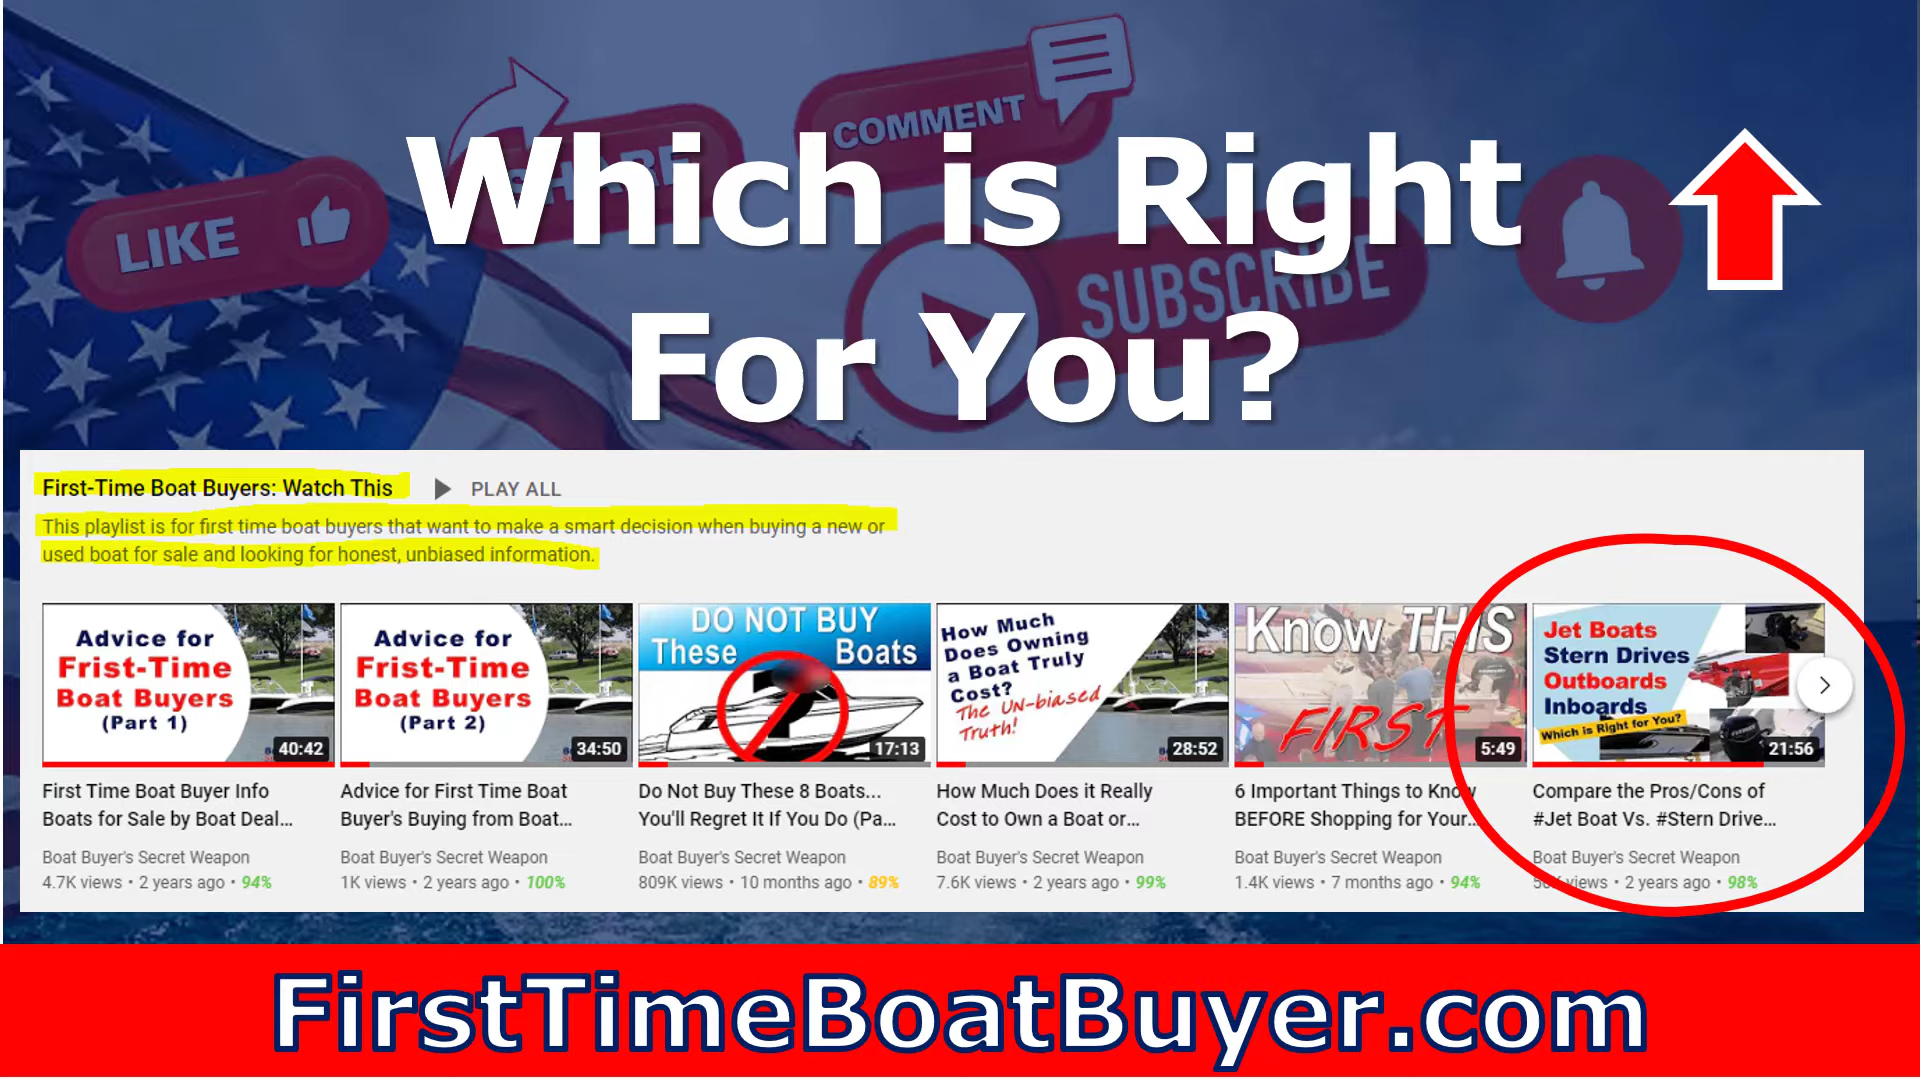 LIKE
SHARE
COMMENT
SUBSCRIBE
Which is Right
For You?
First-Time Boat Buyers: Watch This
PLAY ALL
This playlist is for first time boat buyers that want to make a smart decision when buying a new or
used boat for sale and looking for honest, unbiased information.
Advice for
Frist-Time
Boat Buyers
(Part 1)
40:42
First Time Boat Buyer Info
Boats for Sale by Boat Deal...
Boat Buyer's Secret Weapon
4.7K views • 2 years ago • 94%
Advice for
Frist-Time
Boat Buyers
(Part 2)
34:50
Advice for First Time Boat
Buyer's Buying from Boat...
Boat Buyer's Secret Weapon
1K views • 2 years ago • 100%
DO NOT BUY
These Boats
17:13
Do Not Buy These 8 Boats...
You'll Regret It If You Do (Pa...
Boat Buyer's Secret Weapon
809K views • 10 months ago • 89%
How Much
Does Owning
a Boat Truly
Cost?
The UN-biased
Truth!
28:52
How Much Does it Really
Cost to Own a Boat or...
Boat Buyer's Secret Weapon
7.6K views • 2 years ago • 99%
Know THIS
FIRST
5:49
6 Important Things to Know
BEFORE Shopping for Your...
Boat Buyer's Secret Weapon
1.4K views • 7 months ago • 94%
Jet Boats
Stern Drives
Outboards
Inboards
Which is Right for You?
21:56
Compare the Pros/Cons of
#Jet Boat Vs. #Stern Drive...
Boat Buyer's Secret Weapon
views • 2 years ago • 98%
FirstTimeBoatBuyer.com